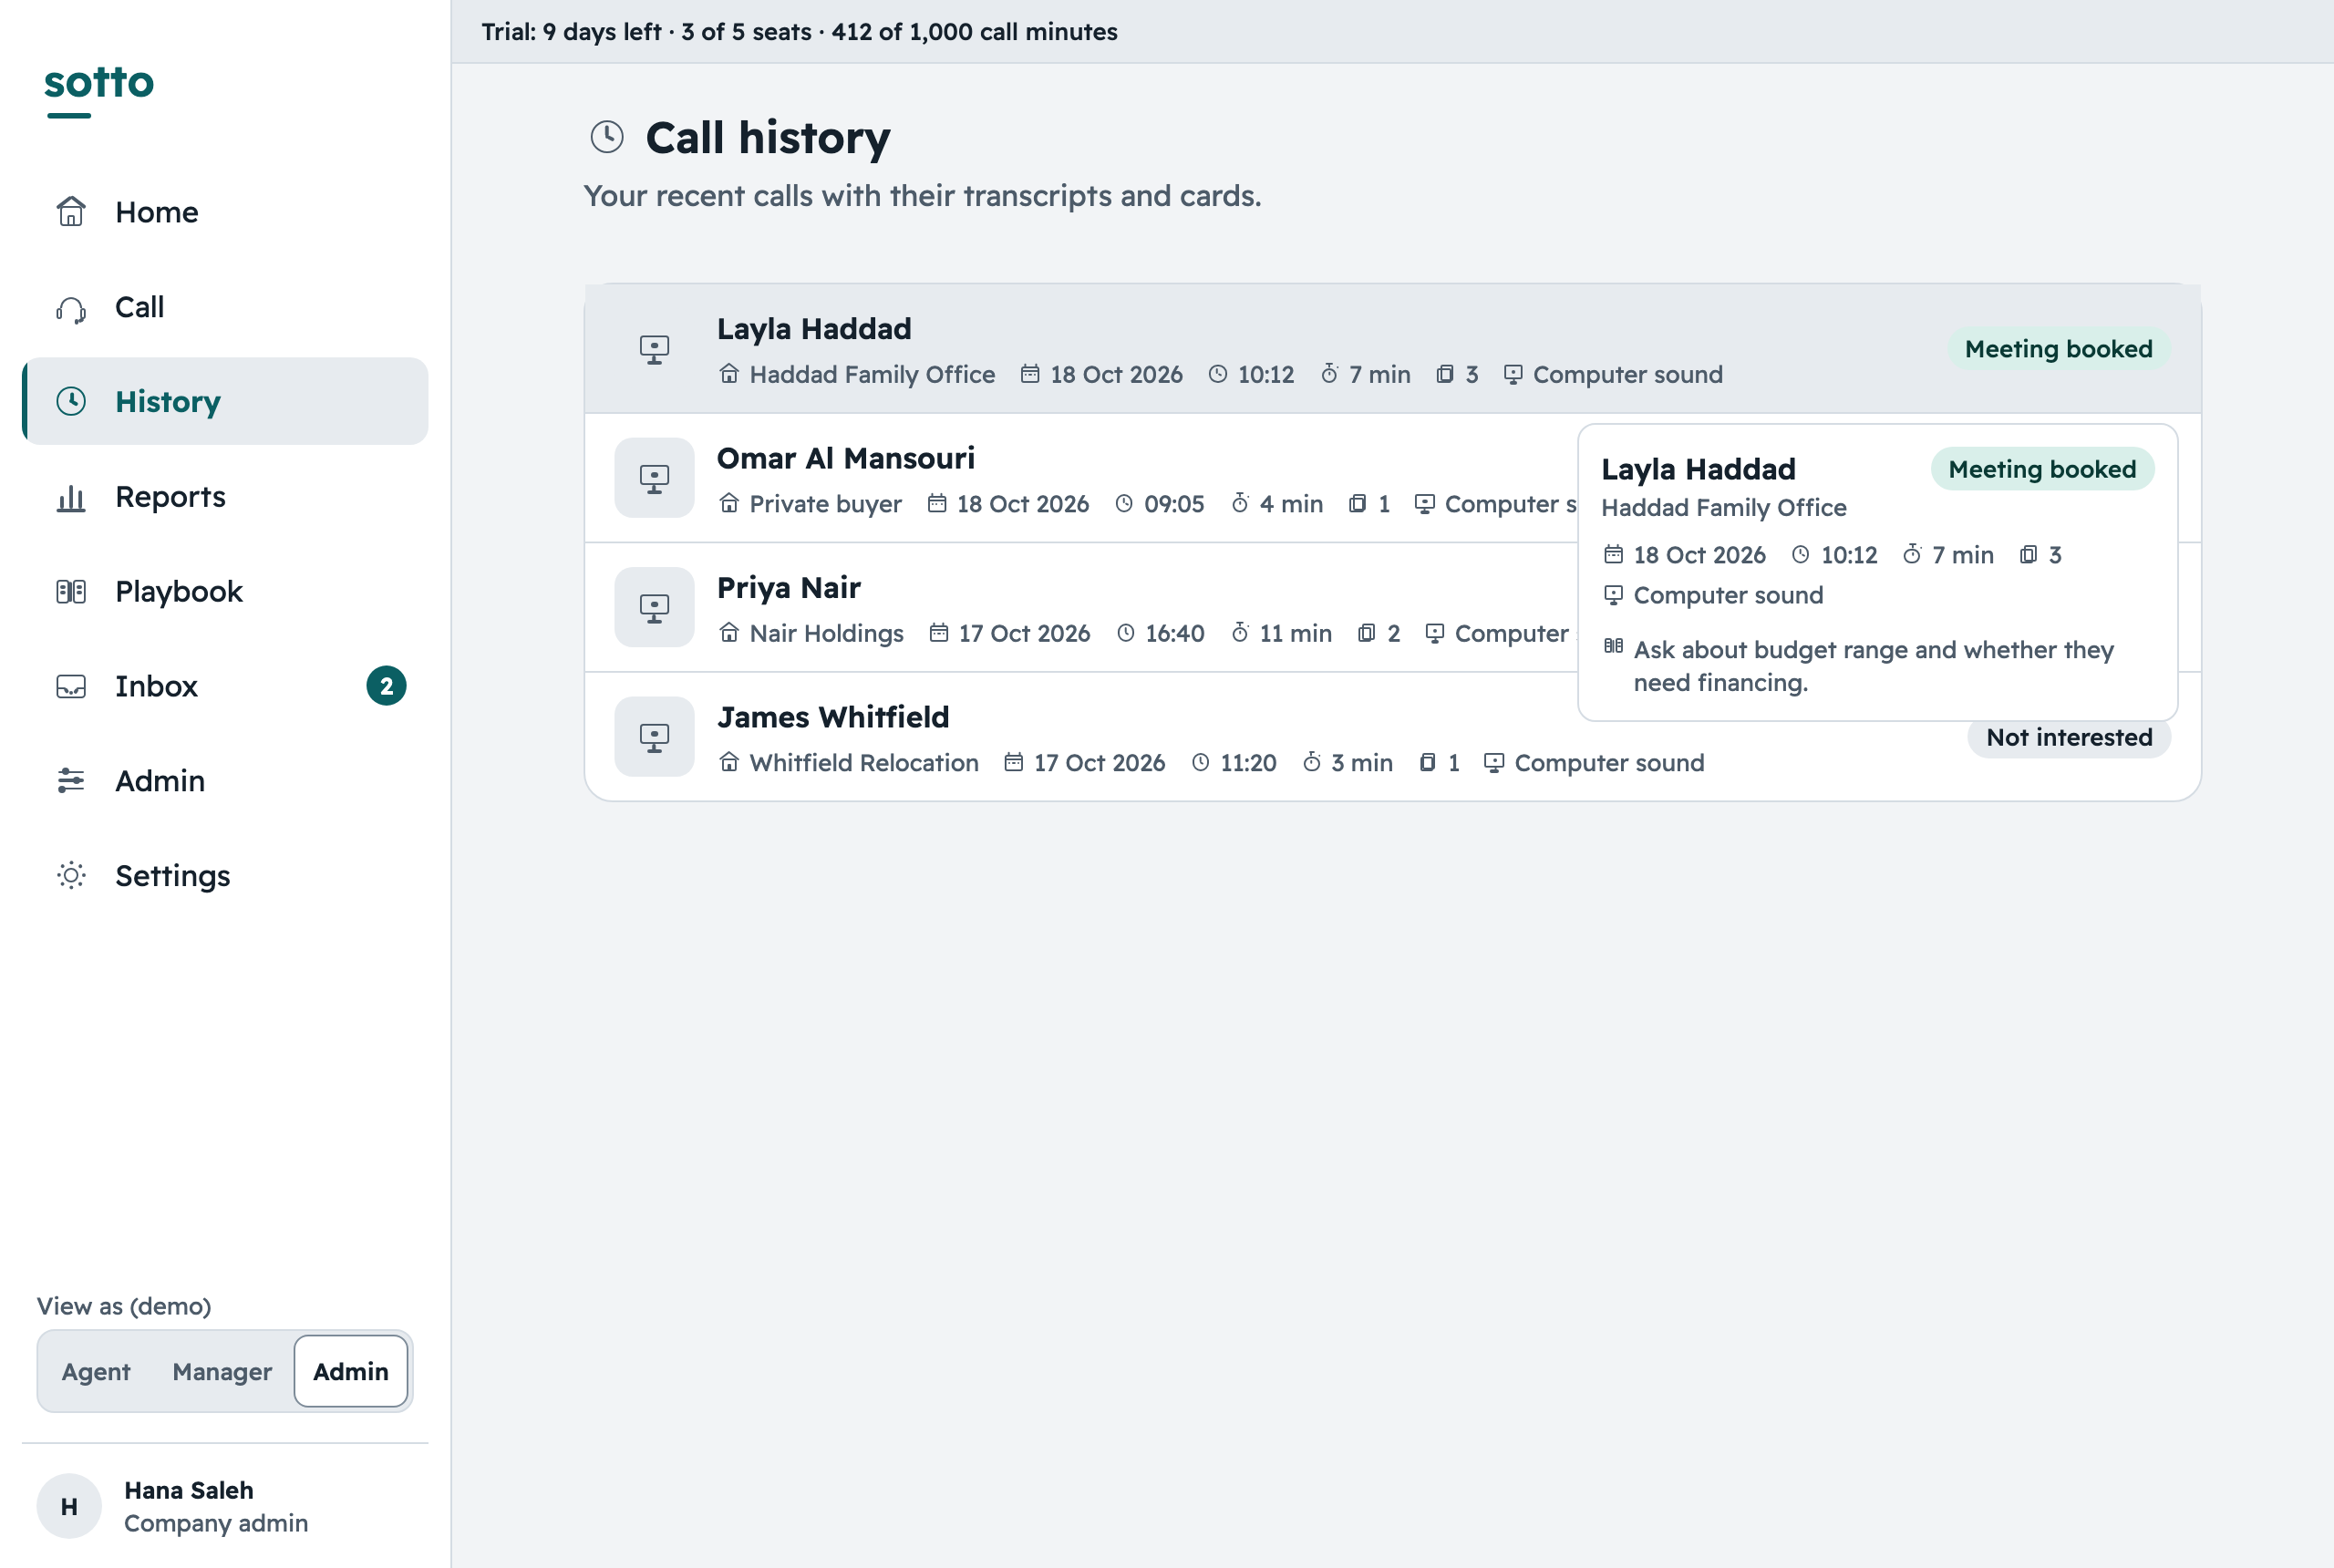 sotto
Home
Call
History
Reports
Playbook
Inbox 2
Admin
Settings
View as (demo)
Agent Manager Admin
H
Hana Saleh
Company admin
Trial: 9 days left · 3 of 5 seats · 412 of 1,000 call minutes
Call history
Your recent calls with their transcripts and cards.
Layla Haddad
Haddad Family Office 18 Oct 2026 10:12 7 min 3 Computer sound
Meeting booked
Omar Al Mansouri
Private buyer 18 Oct 2026 09:05 4 min 1 Computer s
Priya Nair
Nair Holdings 17 Oct 2026 16:40 11 min 2 Computer
James Whitfield
Whitfield Relocation 17 Oct 2026 11:20 3 min 1 Computer sound
Not interested
Layla Haddad Meeting booked
Haddad Family Office
18 Oct 2026 10:12 7 min 3
Computer sound
Ask about budget range and whether they
need financing.